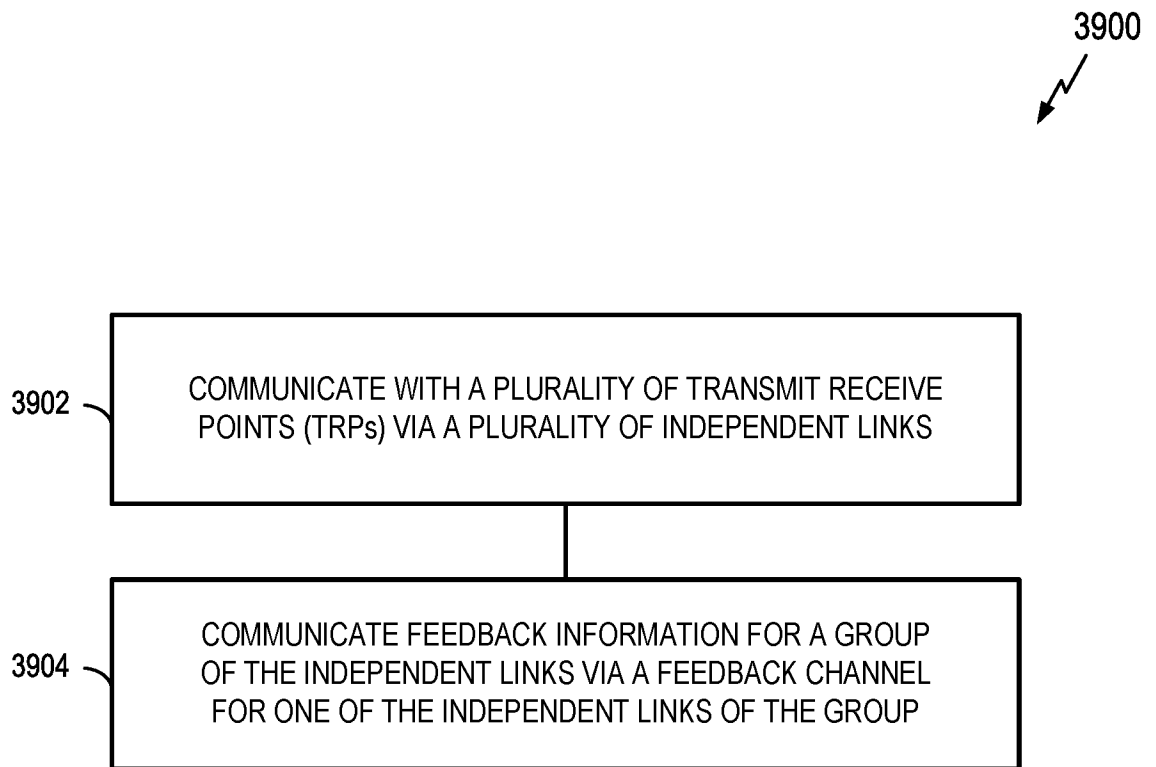 3900
3902
COMMUNICATE WITH A PLURALITY OF TRANSMIT RECEIVE
POINTS (TRPs) VIA A PLURALITY OF INDEPENDENT LINKS
3904
COMMUNICATE FEEDBACK INFORMATION FOR A GROUP
OF THE INDEPENDENT LINKS VIA A FEEDBACK CHANNEL
FOR ONE OF THE INDEPENDENT LINKS OF THE GROUP